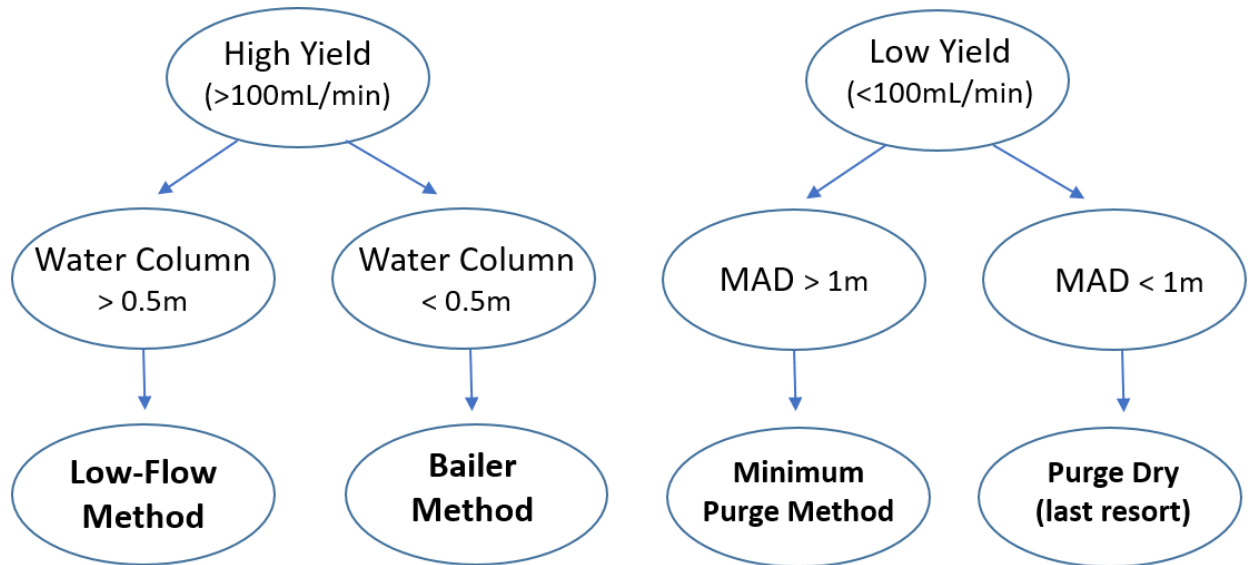 High Yield
(>100mL/min)
Low Yield
(<100mL/min)
Water Column
> 0.5m
Water Column
< 0.5m
MAD > 1m
MAD < 1m
Low-Flow
Method
Bailer
Method
Minimum
Purge Method
Purge Dry
(last resort)